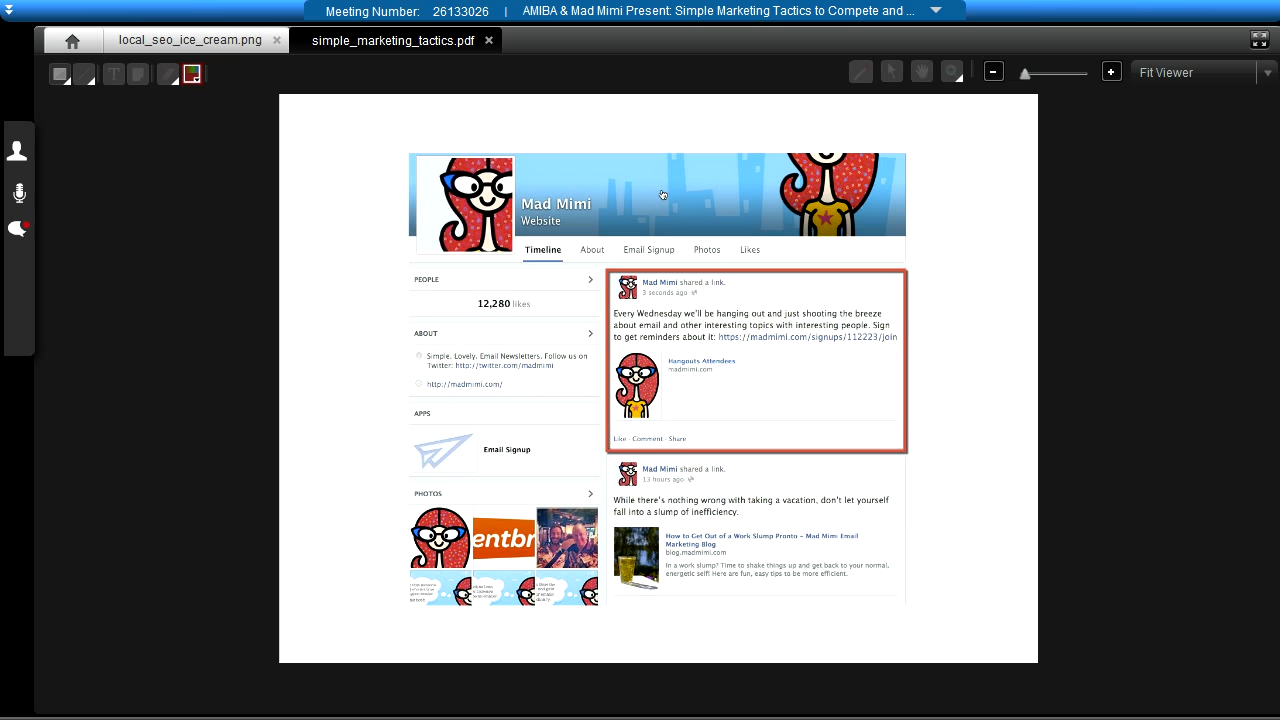 Meeting Number: 26133026 | AMIBA & Mad Mimi Present: Simple Marketing Tactics to Compete and ...
local_seo_ice_cream.png
simple_marketing_tactics.pdf
T
Fit Viewer
Mad Mimi
Website
Timeline About Email Signup Photos Likes
PEOPLE
12,280 likes
ABOUT
Simple. Lovely. Email Newsletters. Follow us on
Twitter: http://twitter.com/madmimi
http://madmimi.com/
APPS
Email Signup
PHOTOS
entbr
Mad Mimi shared a link.
3 seconds ago
Every Wednesday we'll be hanging out and just shooting the breeze
about email and other interesting topics with interesting people. Sign
to get reminders about it: https://madmimi.com/signups/112223/join
Hangouts Attendees
madmimi.com
Like · Comment · Share
Mad Mimi shared a link.
13 hours ago
While there's nothing wrong with taking a vacation, don't let yourself
fall into a slump of inefficiency.
How to Get Out of a Work Slump Pronto - Mad Mimi Email
Marketing Blog
blog.madmimi.com
In a work slump? Time to shake things up and get back to your normal,
energetic self! Here are fun, easy tips to be more efficient.